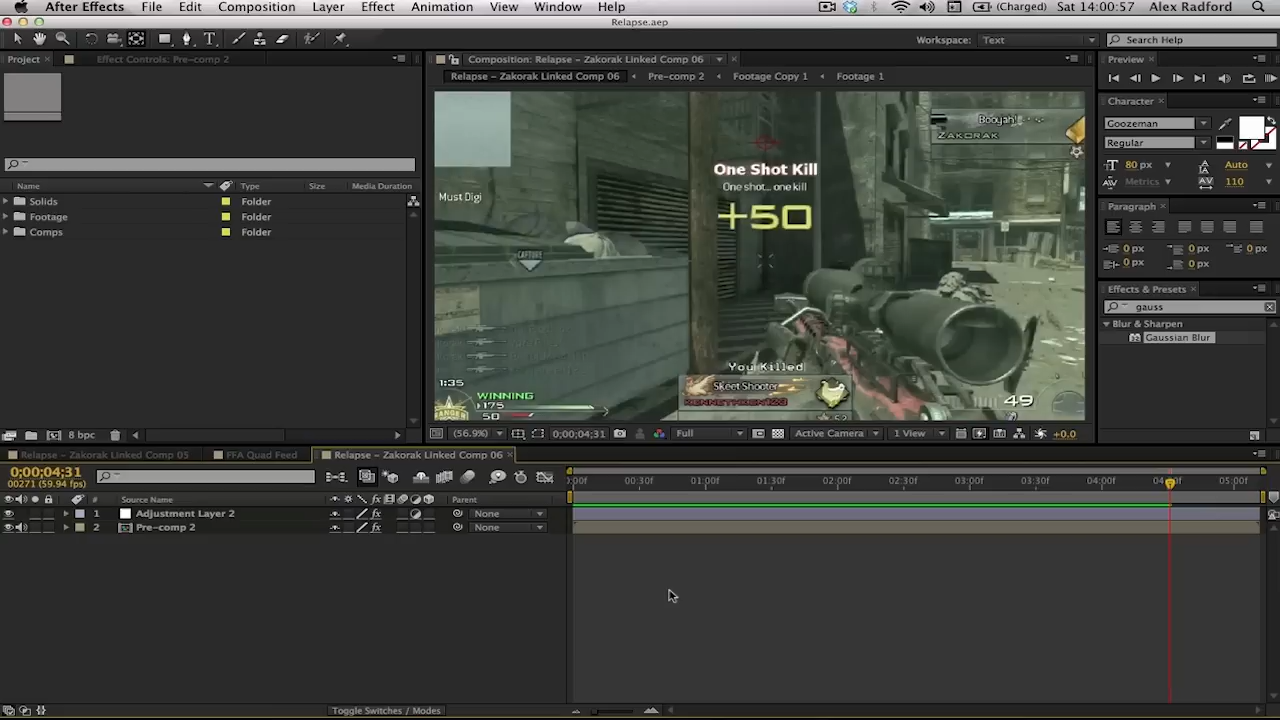 After Effects File Edit Composition Layer Effect Animation View Window Help (Charged) Sat 14:00:57 Alex Radford
Relapse.aep
T Workspace: Text Search Help
Project Effect Controls: Pre-comp 2 Composition: Relapse – Zakorak Linked Comp 06 Preview
Relapse – Zakorak Linked Comp 06 Pre-comp 2 Footage Copy 1 Footage 1
Character
Goozeman
Regular
80 px Auto
Metrics 110
Name Type Size Media Duration
Solids Folder
Footage Folder
Comps Folder
Paragraph
0 px 0 px 0 px
0 px 0 px
Effects & Presets
gauss
Blur & Sharpen
Gaussian Blur
Booyah!
ZAKORAK
One Shot Kill
One shot... one kill
+50
Must Digi
CAPTURE
You Killed
Skeet Shooter
KENNETHGEN123
1:35
WINNING
175
50
RANGER
49
8 bpc (56.9%) 0;00;04;31 Full Active Camera 1 View +0.0
Relapse – Zakorak Linked Comp 05 FFA Quad Feed Relapse – Zakorak Linked Comp 06
0;00;04;31
00271 (59.94 fps)
:00f 00:30f 01:00f 01:30f 02:00f 02:30f 03:00f 03:30f 04:00f 05:00f
# Source Name Parent
1 Adjustment Layer 2 fx None
2 Pre-comp 2 fx None
Toggle Switches / Modes